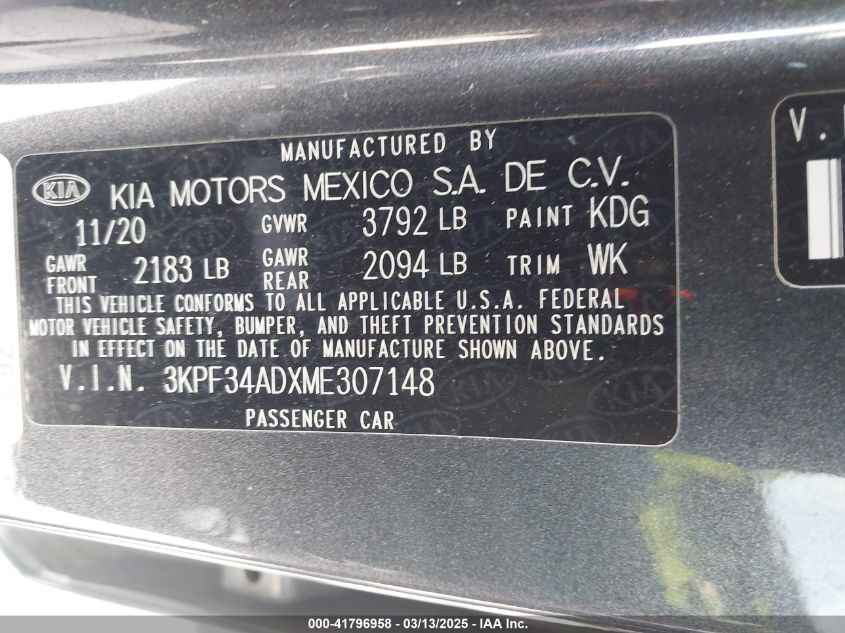 MANUFACTURED BY
KIA KIA MOTORS MEXICO S.A. DE C.V.
11/20 GVWR 3792 LB PAINT KDG
GAWR FRONT 2183 LB GAWR REAR 2094 LB TRIM WK
THIS VEHICLE CONFORMS TO ALL APPLICABLE U.S.A. FEDERAL
MOTOR VEHICLE SAFETY, BUMPER, AND THEFT PREVENTION STANDARDS
IN EFFECT ON THE DATE OF MANUFACTURE SHOWN ABOVE.
V.I.N. 3KPF34ADXME307148
PASSENGER CAR
V.
000-41796958 | 03/13/2025 - IAA Inc.